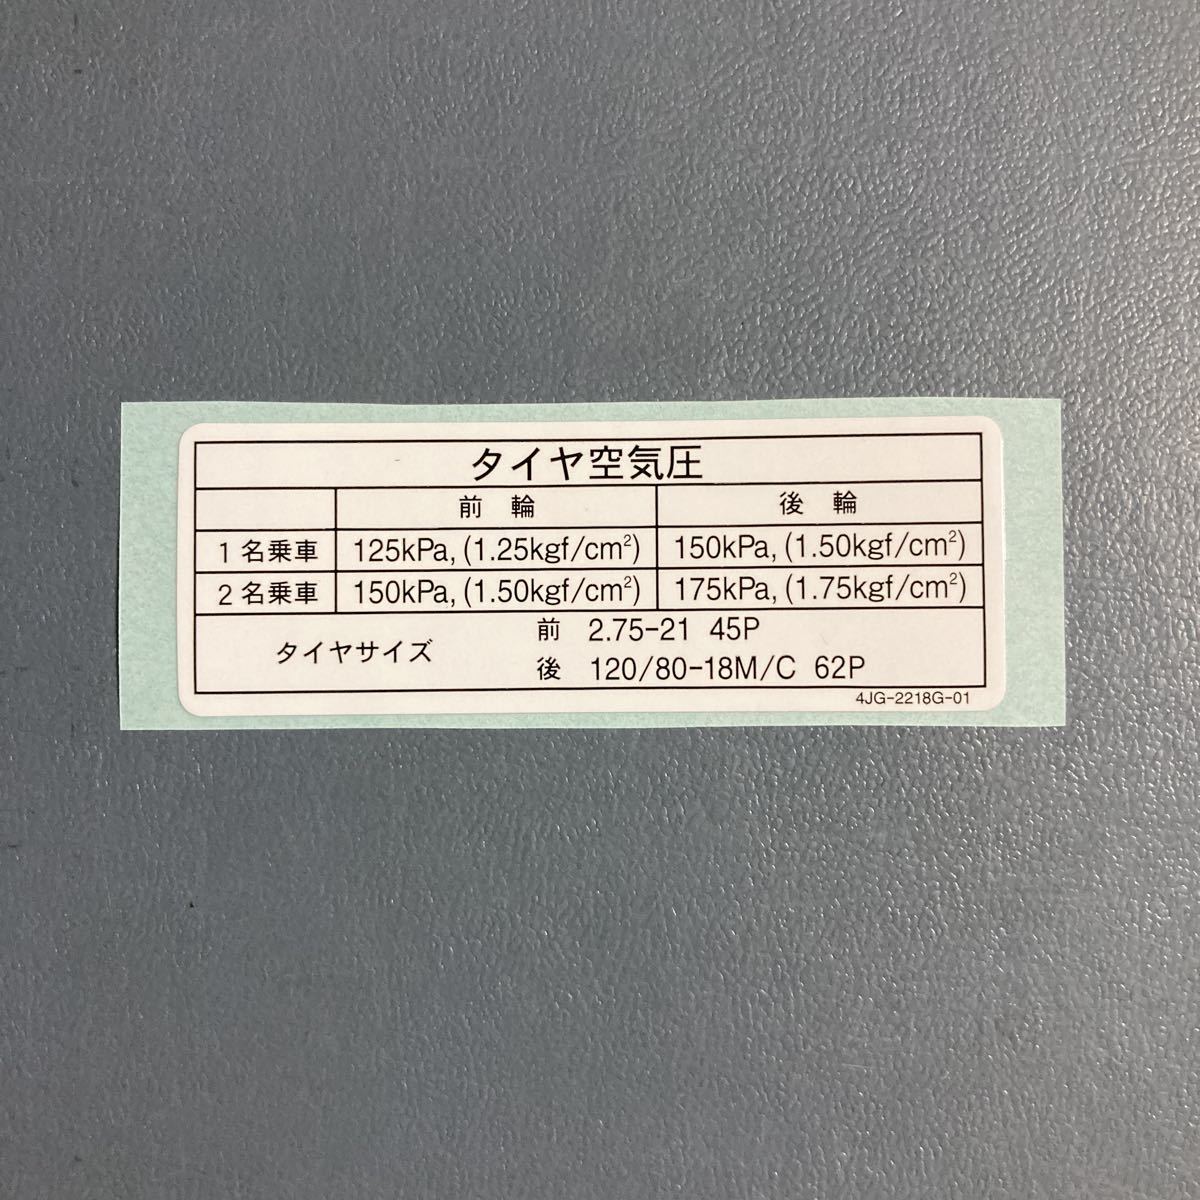 タイヤ空気圧
前 輪 後 輪
1名乗車 125kPa, (1.25kgf/cm²) 150kPa, (1.50kgf/cm²)
2名乗車 150kPa, (1.50kgf/cm²) 175kPa, (1.75kgf/cm²)
タイヤサイズ
前 2.75-21 45P
後 120/80-18M/C 62P
4JG-2218G-01